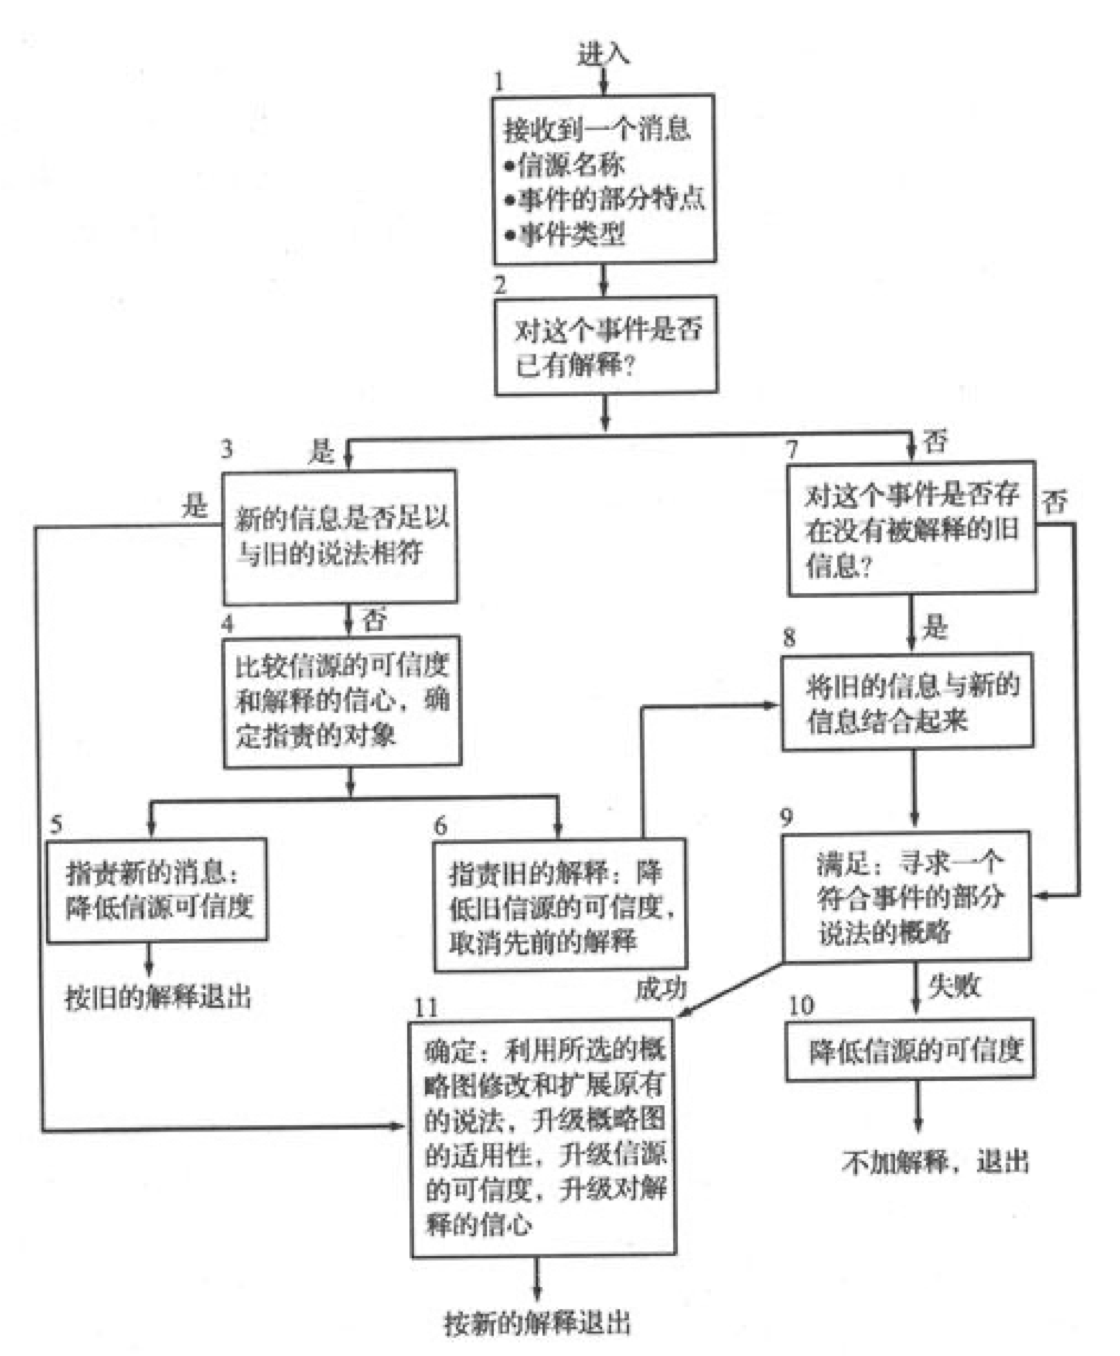 进入
1
接收到一个消息
●信源名称
●事件的部分特点
●事件类型
2
对这个事件是否
已有解释？
是
否
3
是
新的信息是否足以
与旧的说法相符
否
7
对这个事件是否存
在没有被解释的旧
信息？
否
是
4
比较信源的可信度
和解释的信心，确
定指责的对象
8
将旧的信息与新的
信息结合起来
5
指责新的消息：
降低信源可信度
按旧的解释退出
6
指责旧的解释：降
低旧信源的可信度，
取消先前的解释
9
满足：寻求一个
符合事件的部分
说法的概略
成功
失败
10
降低信源的可信度
不加解释，退出
11
确定：利用所选的概
略图修改和扩展原有
的说法，升级概略图
的适用性，升级信源
的可信度，升级对解
释的信心
按新的解释退出